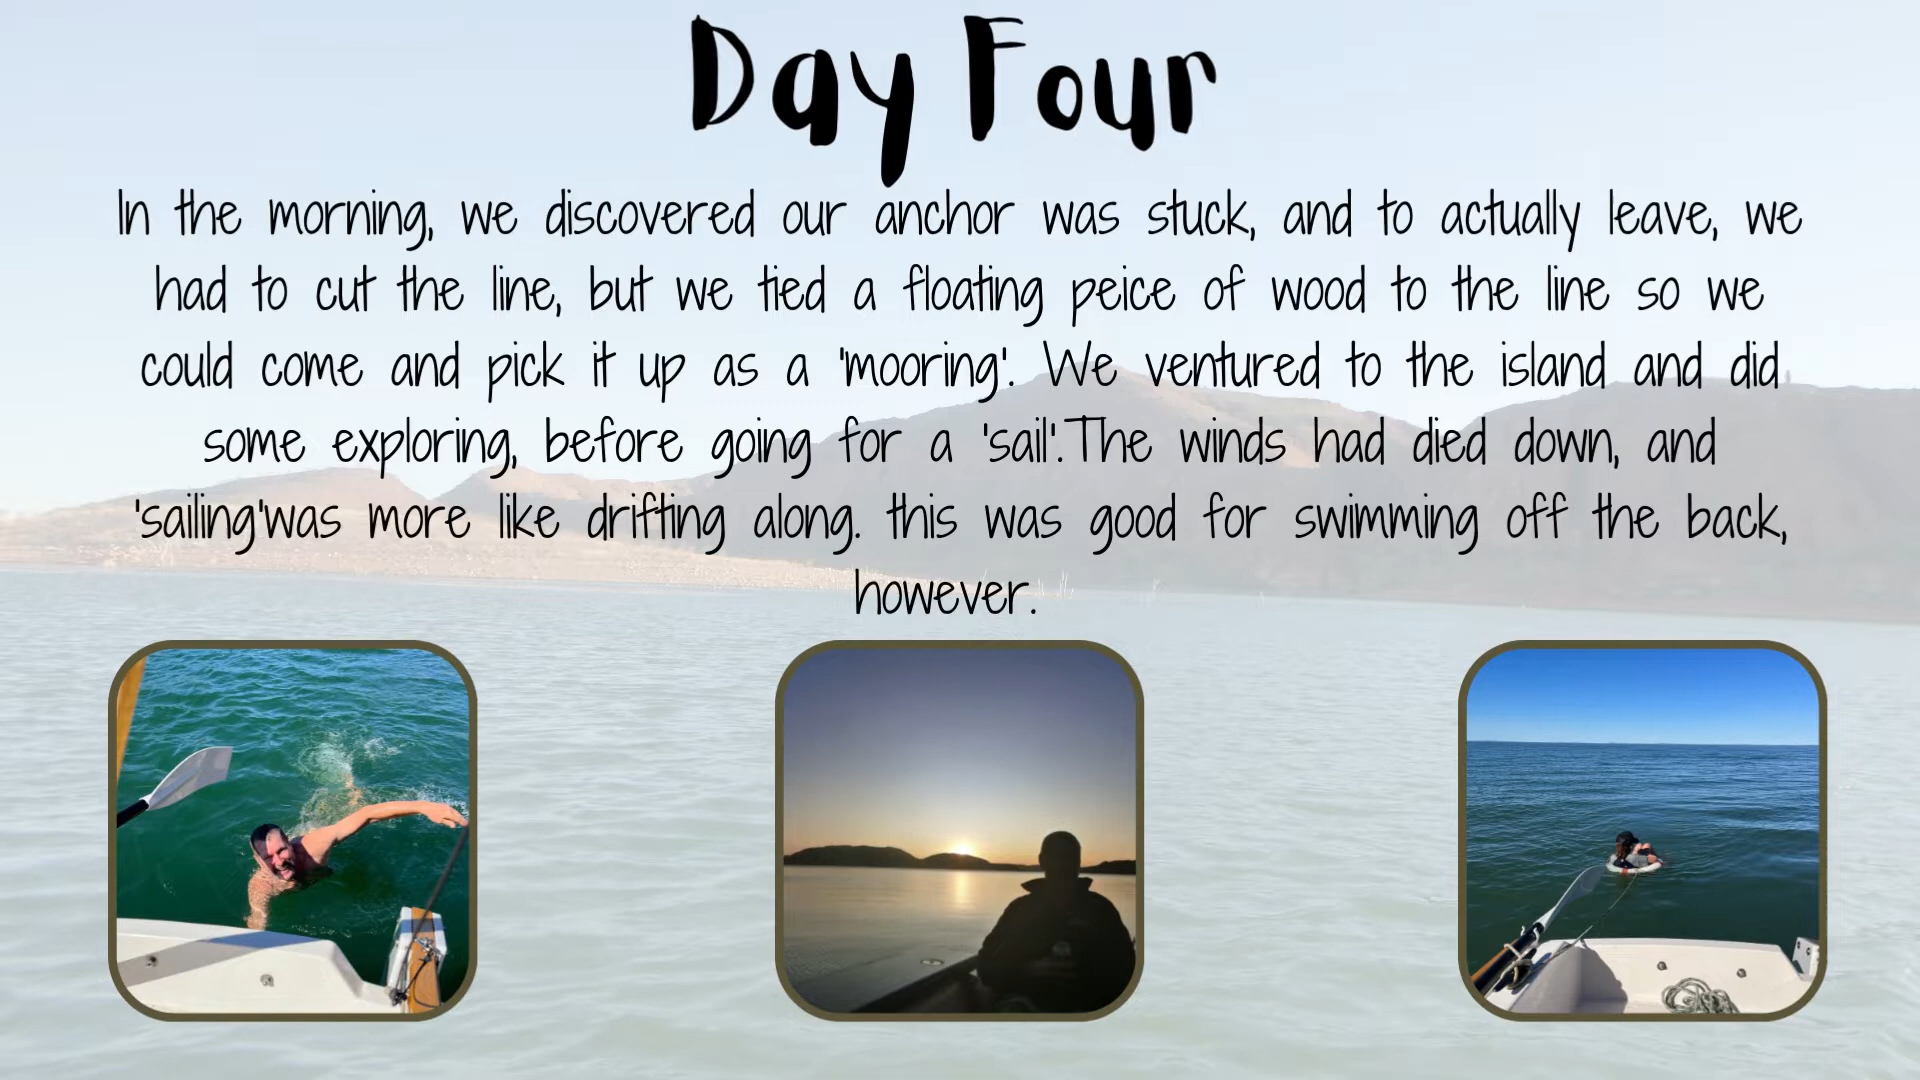 Day Four
In the morning, we discovered our anchor was stuck, and to actually leave, we
had to cut the line, but we tied a floating peice of wood to the line so we
could come and pick it up as a 'mooring'. We ventured to the island and did
some exploring, before going for a 'sail'.The winds had died down, and
'sailing'was more like drifting along. this was good for swimming off the back,
however.